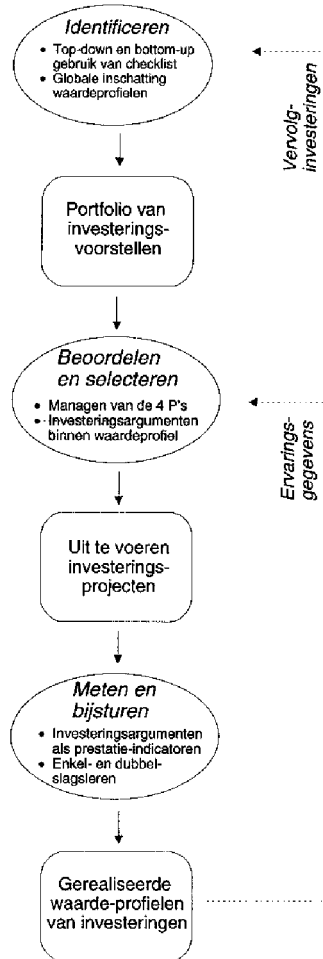 Identificeren
• Top-down en bottom-up
gebruik van checklist
• Globale inschatting
waardeprofielen
Vervolg-
investeringen
Portfolio van
investerings-
voorstellen
Beoordelen
en selecteren
• Managen van de 4 P's
• Investeringsargumenten
binnen waardeprofiel
Ervarings-
gegevens
Uit te voeren
investerings-
projecten
Meten en
bijsturen
• Investeringsargumenten
als prestatie-indicatoren
• Enkel- en dubbel-
slagsleren
Gerealiseerde
waarde-profielen
van investeringen